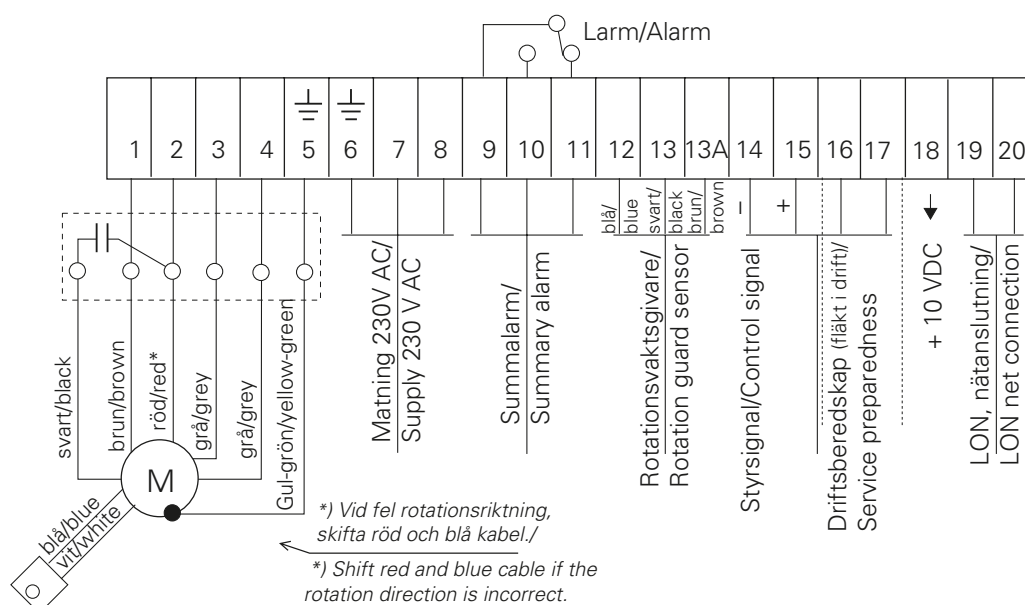 Larm/Alarm
1 2 3 4 5 6 7 8 9 10 11 12 13 13A 14 15 16 17 18 19 20
blå/
blue
svart/
black
brun/
brown
–
+
svart/black
brun/brown
röd/red*
grå/grey
grå/grey
Gul-grön/yellow-green
Matning 230V AC/
Supply 230 V AC
Summalarm/
Summary alarm
Rotationsvaktsgivare/
Rotation guard sensor
Styrsignal/Control signal
Driftsberedskap (fläkt i drift)/
Service preparedness
+ 10 VDC
LON, nätanslutning/
LON net connection
M
blå/blue
vit/white
*) Vid fel rotationsriktning,
skifta röd och blå kabel./
*) Shift red and blue cable if the
rotation direction is incorrect.